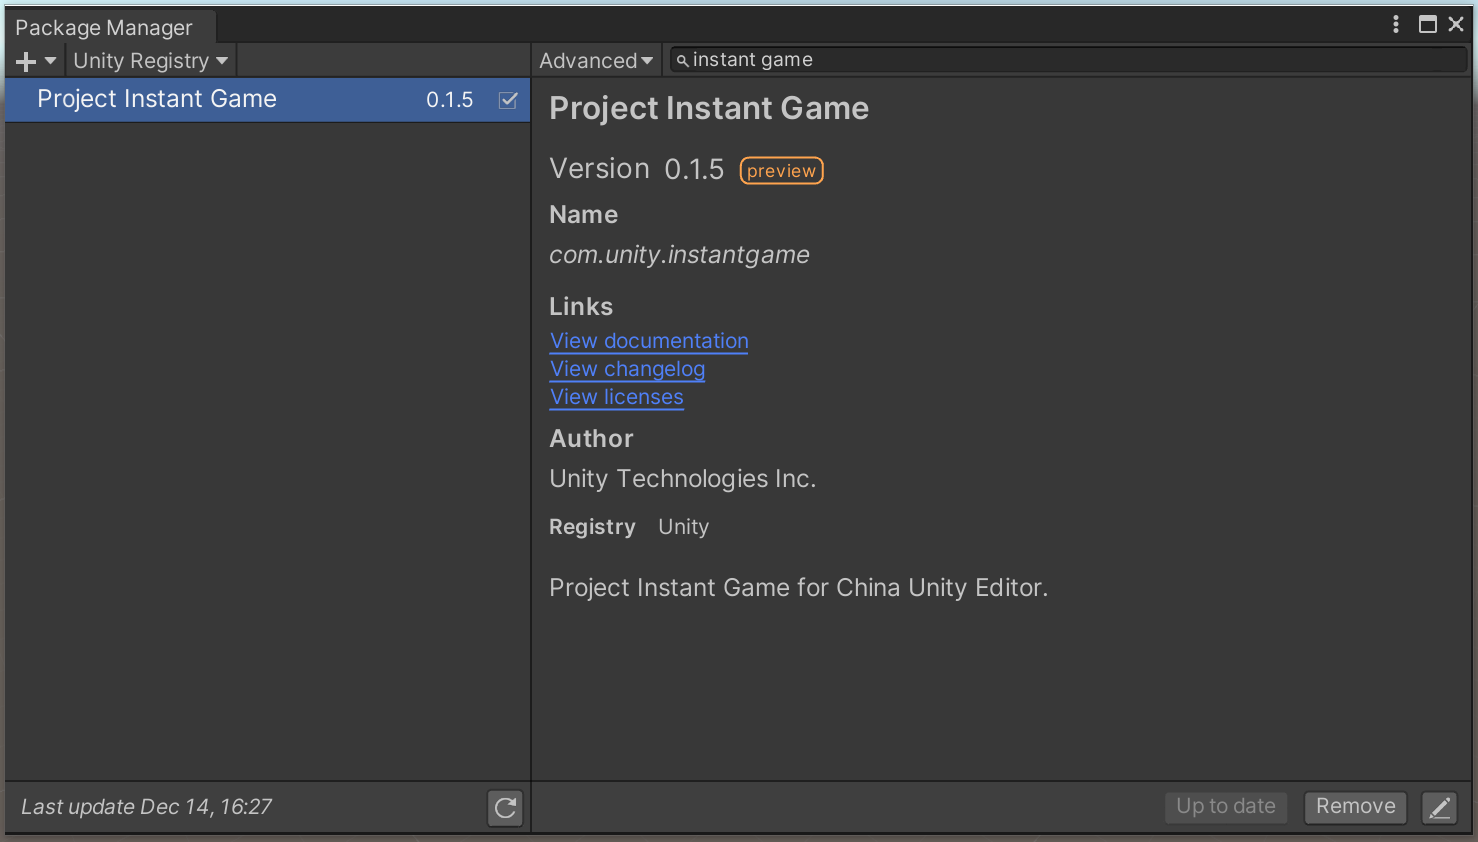 Package Manager
Unity Registry
Advanced
instant game
Project Instant Game 0.1.5
Project Instant Game
Version 0.1.5 preview
Name
com.unity.instantgame
Links
View documentation
View changelog
View licenses
Author
Unity Technologies Inc.
Registry Unity
Project Instant Game for China Unity Editor.
Last update Dec 14, 16:27
Up to date
Remove